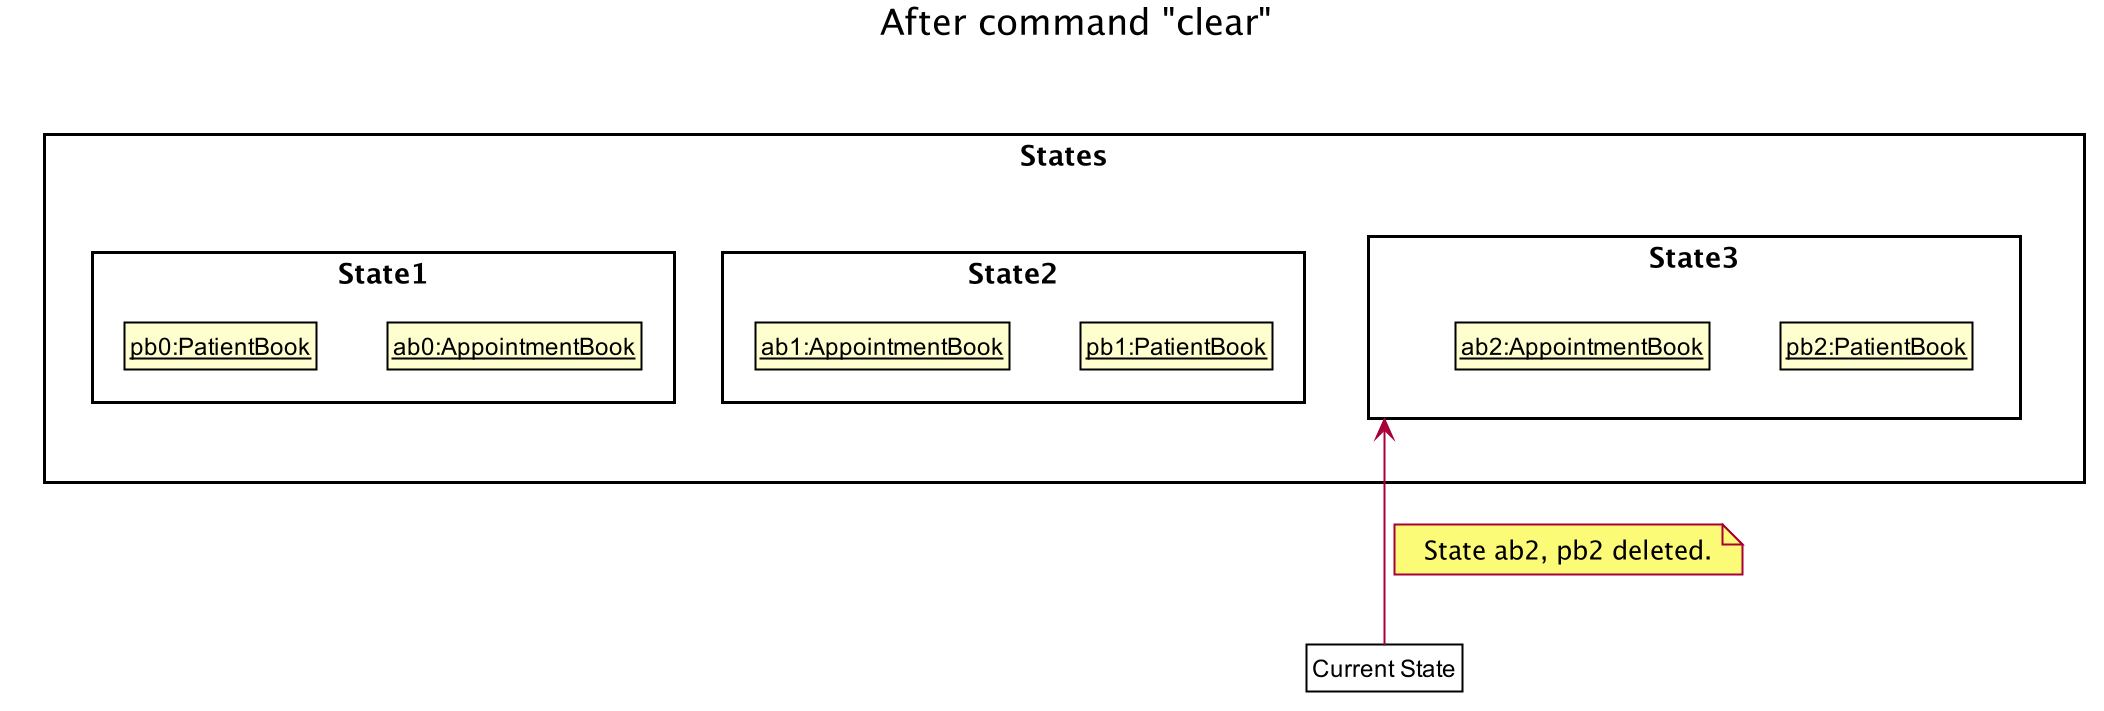 After command "clear"
States
State1
pb0:PatientBook
ab0:AppointmentBook
State2
ab1:AppointmentBook
pb1:PatientBook
State3
ab2:AppointmentBook
pb2:PatientBook
State ab2, pb2 deleted.
Current State